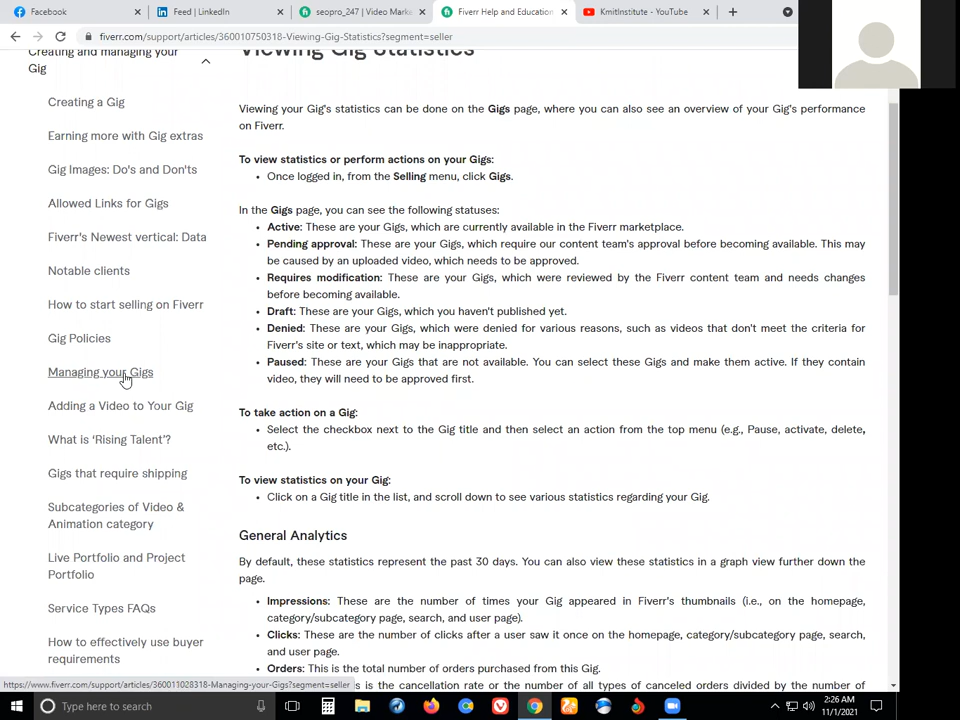 Facebook
Feed | LinkedIn
seopro_247 | Video Marke
Fiverr Help and Education
KmitInstitute - YouTube
fiverr.com/support/articles/360010750318-Viewing-Gig-Statistics?segment=seller
Creating and managing your
Gig
Creating a Gig
Earning more with Gig extras
Gig Images: Do's and Don'ts
Allowed Links for Gigs
Fiverr's Newest vertical: Data
Notable clients
How to start selling on Fiverr
Gig Policies
Managing your Gigs
Adding a Video to Your Gig
What is ‘Rising Talent’?
Gigs that require shipping
Subcategories of Video &
Animation category
Live Portfolio and Project
Portfolio
Service Types FAQs
How to effectively use buyer
requirements
Viewing Gig Statistics
Viewing your Gig's statistics can be done on the Gigs page, where you can also see an overview of your Gig's performance
on Fiverr.
To view statistics or perform actions on your Gigs:
• Once logged in, from the Selling menu, click Gigs.
In the Gigs page, you can see the following statuses:
• Active: These are your Gigs, which are currently available in the Fiverr marketplace.
• Pending approval: These are your Gigs, which require our content team's approval before becoming available. This may
be caused by an uploaded video, which needs to be approved.
• Requires modification: These are your Gigs, which were reviewed by the Fiverr content team and needs changes
before becoming available.
• Draft: These are your Gigs, which you haven't published yet.
• Denied: These are your Gigs, which were denied for various reasons, such as videos that don't meet the criteria for
Fiverr's site or text, which may be inappropriate.
• Paused: These are your Gigs that are not available. You can select these Gigs and make them active. If they contain
video, they will need to be approved first.
To take action on a Gig:
• Select the checkbox next to the Gig title and then select an action from the top menu (e.g., Pause, activate, delete,
etc.).
To view statistics on your Gig:
• Click on a Gig title in the list, and scroll down to see various statistics regarding your Gig.
General Analytics
By default, these statistics represent the past 30 days. You can also view these statistics in a graph view further down the
page.
• Impressions: These are the number of times your Gig appeared in Fiverr's thumbnails (i.e., on the homepage,
category/subcategory page, search, and user page).
• Clicks: These are the number of clicks after a user saw it once on the homepage, category/subcategory page, search,
and user page.
• Orders: This is the total number of orders purchased from this Gig.
is is the cancellation rate or the number of all types of canceled orders divided by the number of
https://www.fiverr.com/support/articles/360011028318-Managing-your-Gigs?segment=seller
Type here to search
2:26 AM
11/1/2021